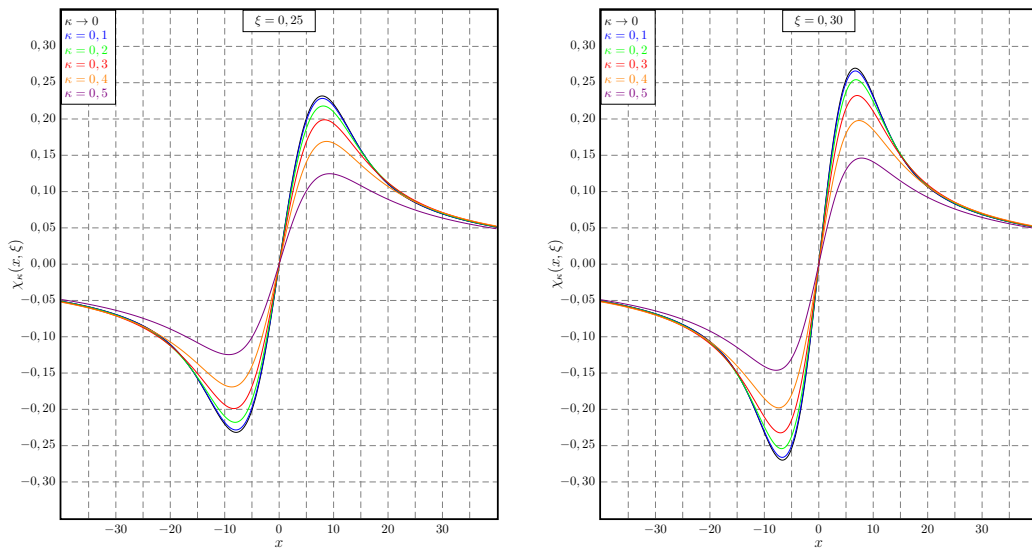 κ → 0
κ = 0, 1
κ = 0, 2
κ = 0, 3
κ = 0, 4
κ = 0, 5
ξ = 0, 25
0,30
0,25
0,20
0,15
0,10
0,05
0,00
−0,05
−0,10
−0,15
−0,20
−0,25
−0,30
χκ(x, ξ)
−30 −20 −10 0 10 20 30
x
κ → 0
κ = 0, 1
κ = 0, 2
κ = 0, 3
κ = 0, 4
κ = 0, 5
ξ = 0, 30
0,30
0,25
0,20
0,15
0,10
0,05
0,00
−0,05
−0,10
−0,15
−0,20
−0,25
−0,30
χκ(x, ξ)
−30 −20 −10 0 10 20 30
x